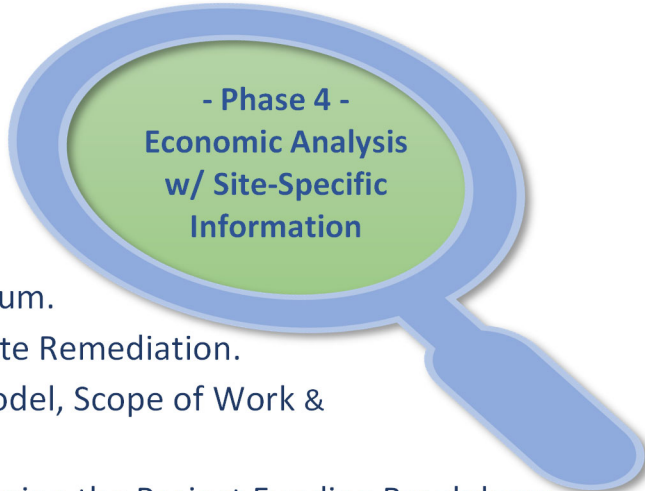 - Phase 4 -
Economic Analysis
w/ Site-Specific
Information
um.
te Remediation.
odel, Scope of Work &